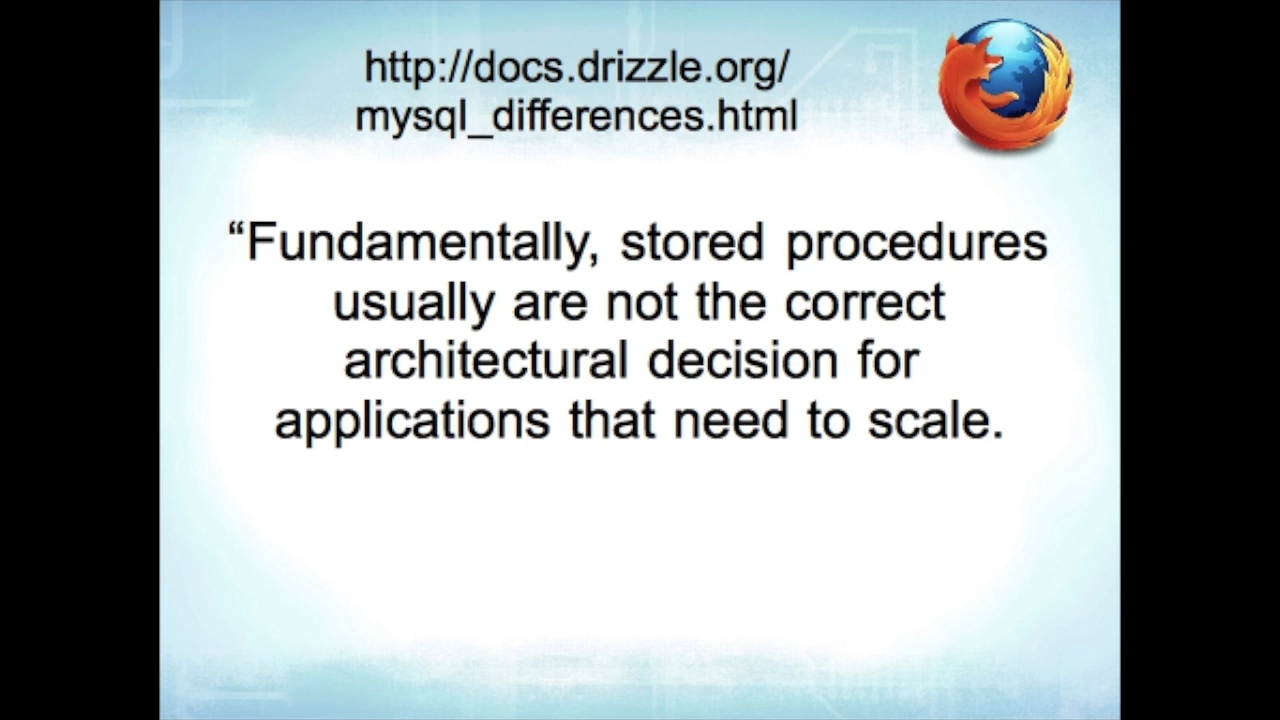 http://docs.drizzle.org/
mysql_differences.html
“Fundamentally, stored procedures
usually are not the correct
architectural decision for
applications that need to scale.